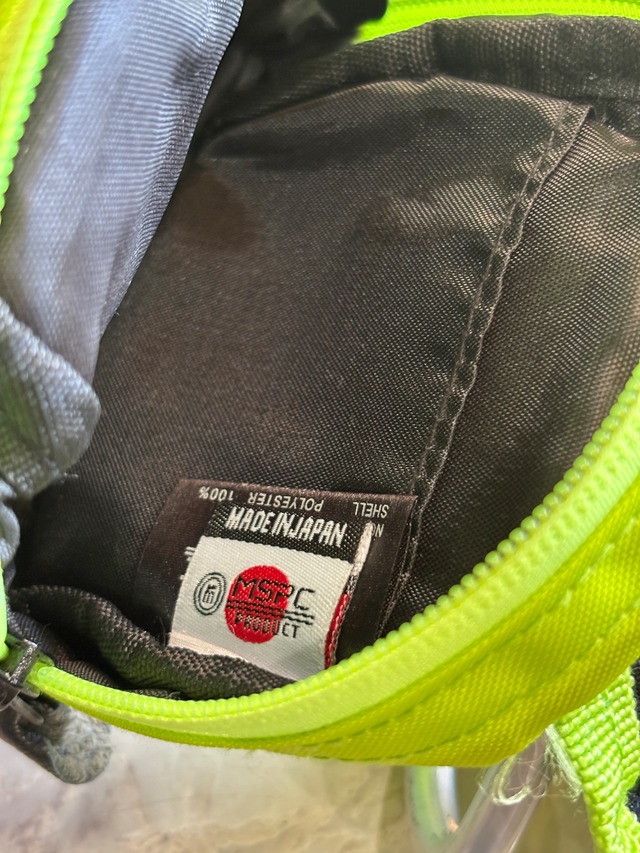 SHELL
POLYESTER 100%
MADE IN JAPAN
MSPC
PRODUCT